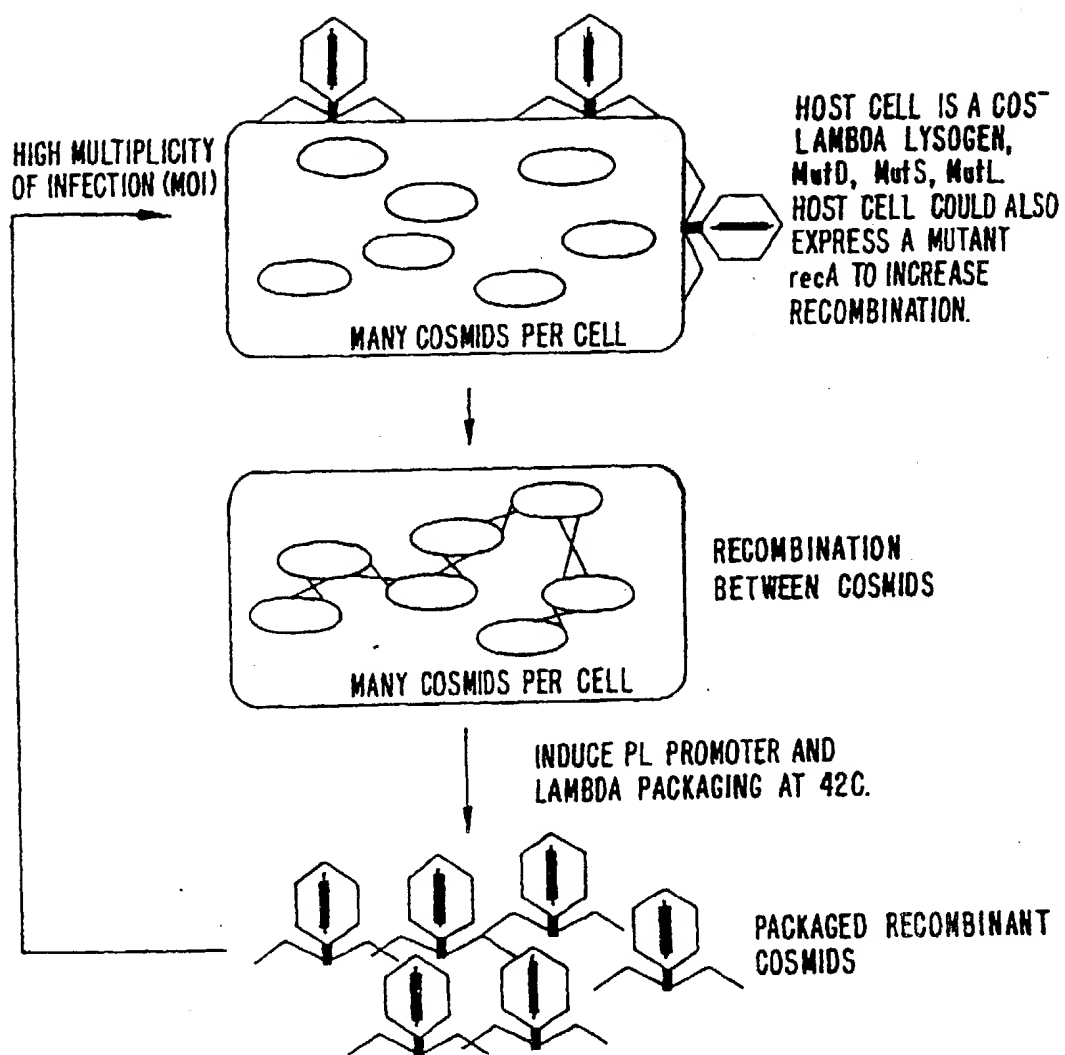 HIGH MULTIPLICITY
OF INFECTION (MOI)
HOST CELL IS A COS⁻
LAMBDA LYSOGEN,
MutD, MutS, MutL.
HOST CELL COULD ALSO
EXPRESS A MUTANT
recA TO INCREASE
RECOMBINATION.
MANY COSMIDS PER CELL
RECOMBINATION
BETWEEN COSMIDS
MANY COSMIDS PER CELL
INDUCE PL PROMOTER AND
LAMBDA PACKAGING AT 42C.
PACKAGED RECOMBINANT
COSMIDS